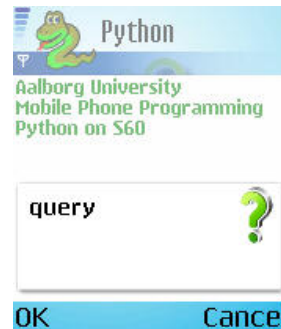 Python
Aalborg University
Mobile Phone Programming
Python on S60
query
OK Cance